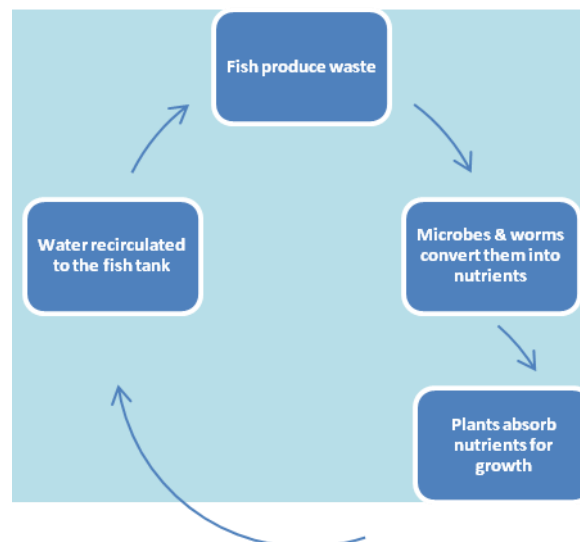 Fish produce waste
Microbes & worms
convert them into
nutrients
Plants absorb
nutrients for
growth
Water recirculated
to the fish tank